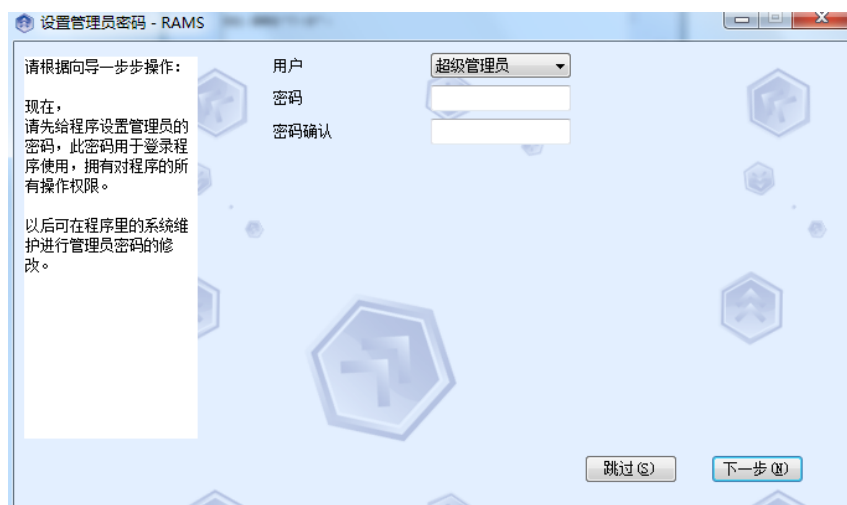 设置管理员密码 - RAMS
请根据向导一步步操作：
现在，
请先给程序设置管理员的
密码，此密码用于登录程
序使用，拥有对程序的所
有操作权限。
以后可在程序里的系统维
护进行管理员密码的修
改。
用户
超级管理员
密码
密码确认
跳过(S)
下一步(N)